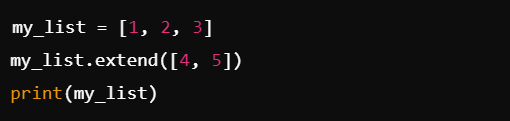 my_list = [1, 2, 3]
my_list.extend([4, 5])
print(my_list)